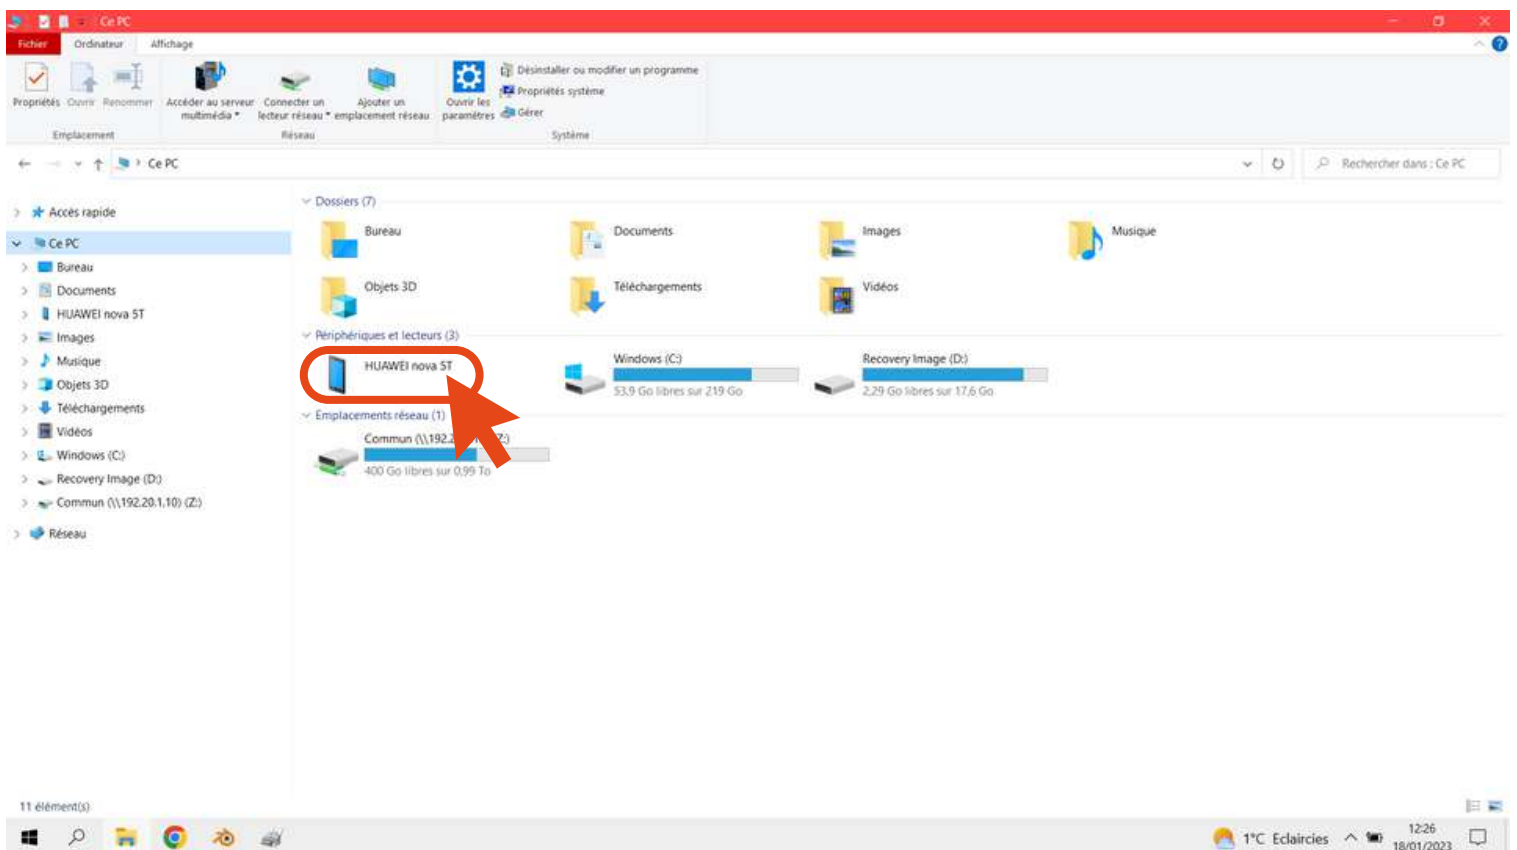 Ce PC
Fichier Ordinateur Affichage
Propriétés Ouvrir Renommer Accéder au serveur multimédia Connecter un lecteur réseau Ajouter un emplacement réseau Ouvrir les paramètres
Désinstaller ou modifier un programme
Propriétés système
Gérer
Emplacement Réseau Système
Ce PC
Rechercher dans : Ce PC
Accès rapide
Ce PC
Bureau
Documents
HUAWEI nova 5T
Images
Musique
Objets 3D
Téléchargements
Vidéos
Windows (C:)
Recovery Image (D:)
Commun (\\192.20.1.10) (Z:)
Réseau
Dossiers (7)
Bureau Documents Images Musique
Objets 3D Téléchargements Vidéos
Périphériques et lecteurs (3)
HUAWEI nova 5T
Windows (C:)
53,9 Go libres sur 219 Go
Recovery Image (D:)
2,29 Go libres sur 17,6 Go
Emplacements réseau (1)
Commun (\\192.2 Z:)
400 Go libres sur 0,99 To
11 élément(s)
1°C Eclaircies
12:26
18/01/2023